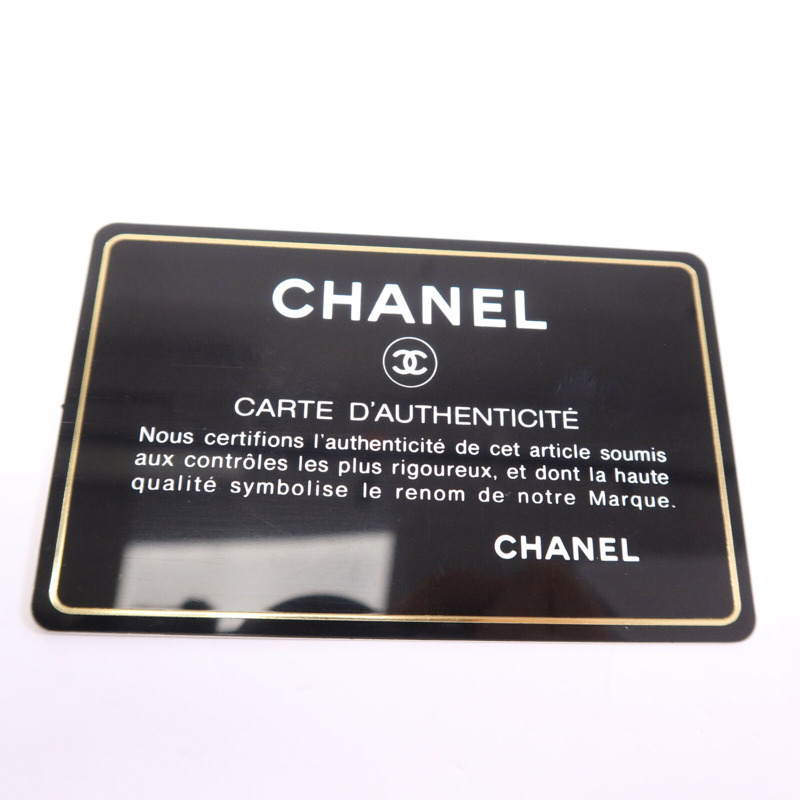 CHANEL
CARTE D'AUTHENTICITÉ
Nous certifions l'authenticité de cet article soumis
aux contrôles les plus rigoureux, et dont la haute
qualité symbolise le renom de notre Marque.
CHANEL